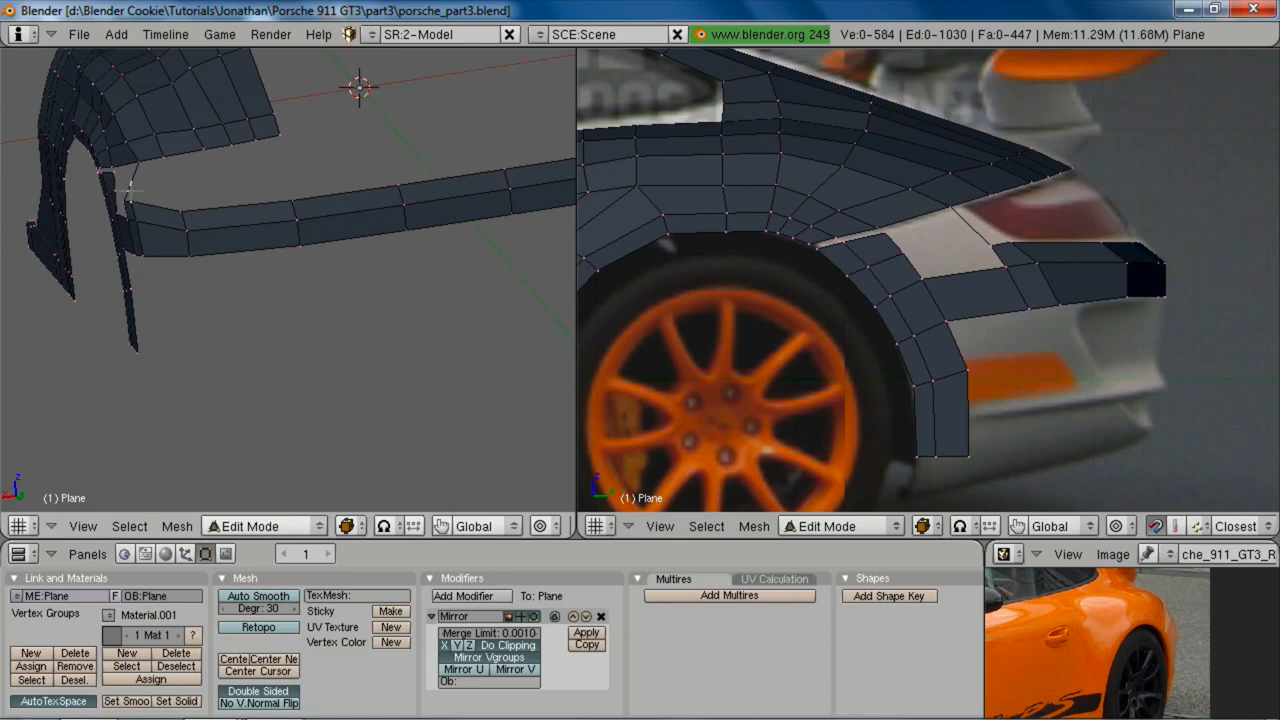 Blender [d:\Blender Cookie\Tutorials\Jonathan\Porsche 911 GT3\part3\porsche_part3.blend]
File Add Timeline Game Render Help SR:2-Model SCE:Scene www.blender.org 249 Ve:0-584 | Ed:0-1030 | Fa:0-447 | Mem:11.29M (11.68M) Plane
(1) Plane (1) Plane
View Select Mesh Edit Mode Global View Select Mesh Edit Mode Global Closest
Panels 1 View Image che_911_GT3_R
Link and Materials Mesh Modifiers Multires UV Calculation Shapes
ME:Plane F OB:Plane Auto Smooth TexMesh: Add Modifier To: Plane Add Multires Add Shape Key
Vertex Groups Material.001 Degr: 30 Sticky Make Mirror
1 Mat 1 ? Retopo UV Texture New Merge Limit: 0.0010 Apply
Vertex Color New X Y Z Do Clipping Copy
New Delete New Delete Cente Center Ne Mirror Vgroups
Assign Remove Select Deselect Center Cursor Mirror U Mirror V
Select Desel. Assign Ob:
Double Sided
AutoTexSpace Set Smoo Set Solid No V.Normal Flip